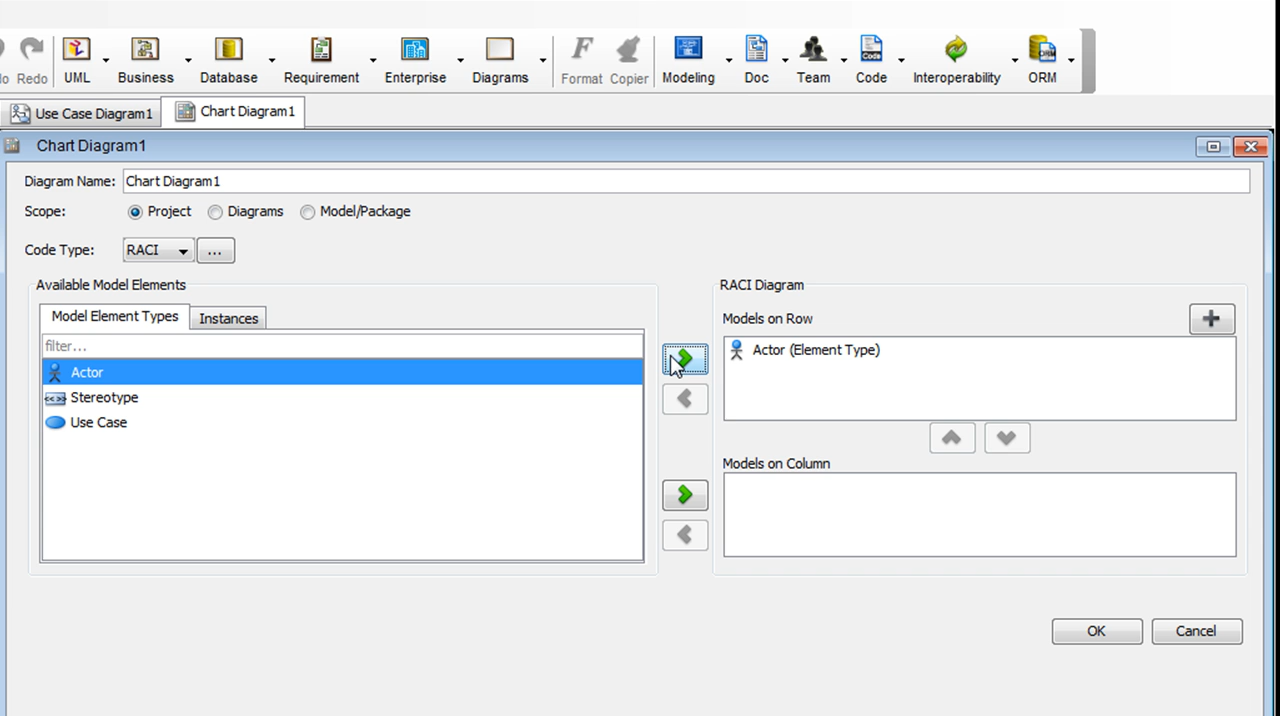 Redo UML Business Database Requirement Enterprise Diagrams Format Copier Modeling Doc Team Code Interoperability ORM
Use Case Diagram1 Chart Diagram1
Chart Diagram1
Diagram Name: Chart Diagram1
Scope: Project Diagrams Model/Package
Code Type: RACI ...
Available Model Elements
Model Element Types Instances
filter...
Actor
Stereotype
Use Case
RACI Diagram
Models on Row
Actor (Element Type)
Models on Column
OK Cancel